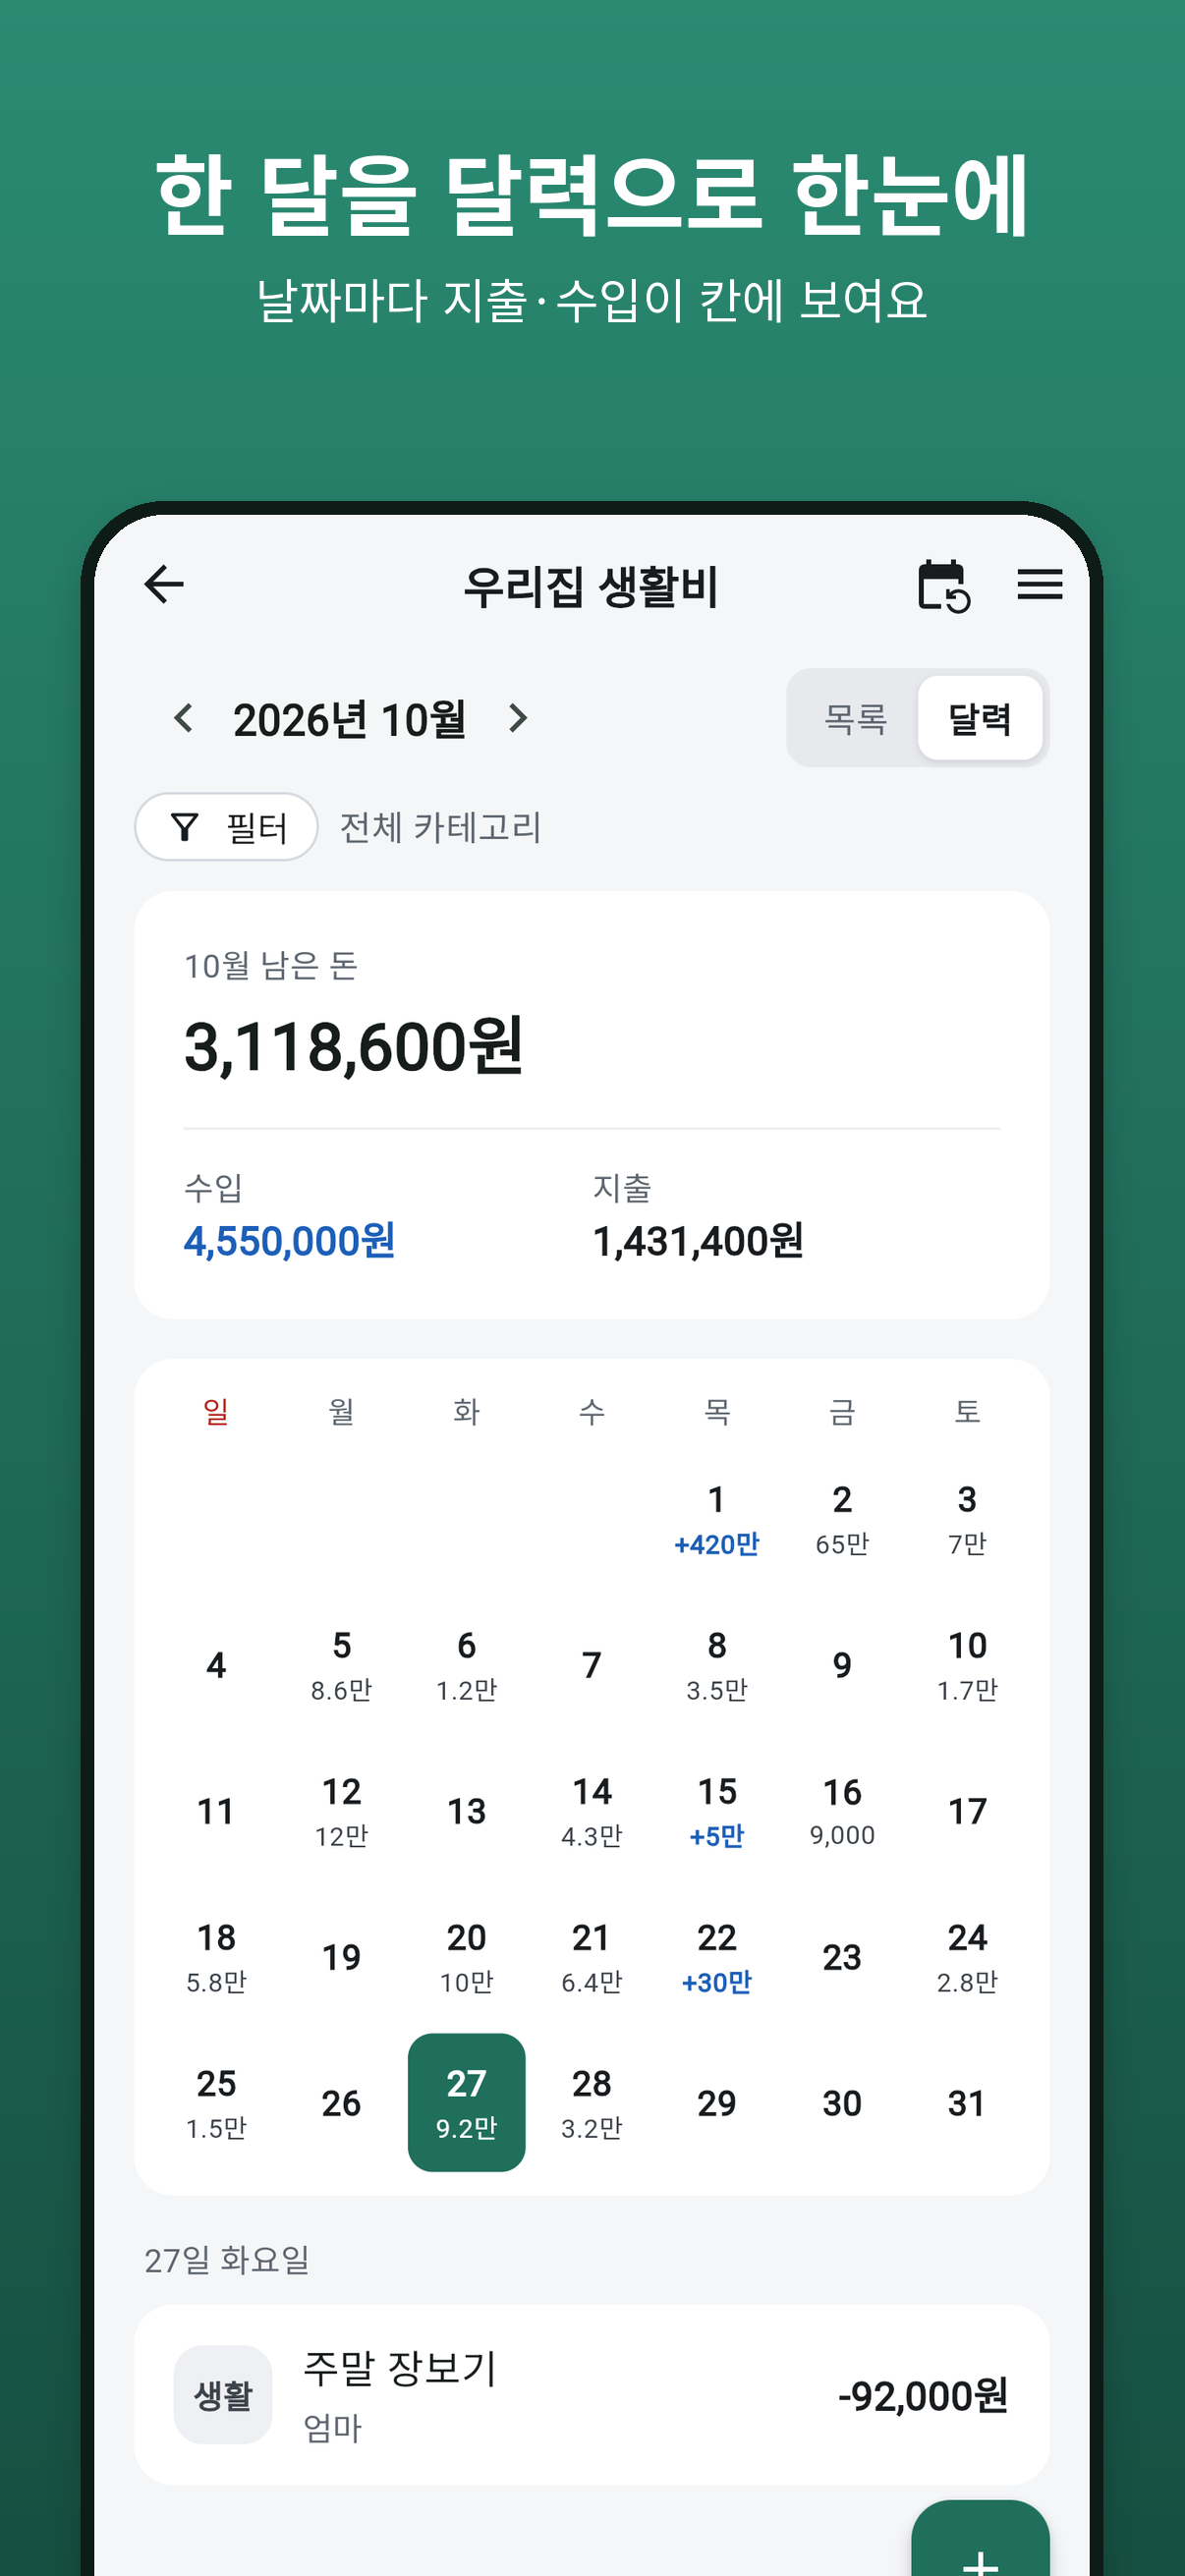 한 달을 달력으로 한눈에
날짜마다 지출·수입이 칸에 보여요
우리집 생활비
2026년 10월 목록 달력
필터 전체 카테고리
10월 남은 돈
3,118,600원
수입 지출
4,550,000원 1,431,400원
일 월 화 수 목 금 토
1 2 3
+420만 65만 7만
4 5 6 7 8 9 10
8.6만 1.2만 3.5만 1.7만
11 12 13 14 15 16 17
12만 4.3만 +5만 9,000
18 19 20 21 22 23 24
5.8만 10만 6.4만 +30만 2.8만
25 26 27 28 29 30 31
1.5만 9.2만 3.2만
27일 화요일
생활 주말 장보기 -92,000원
엄마